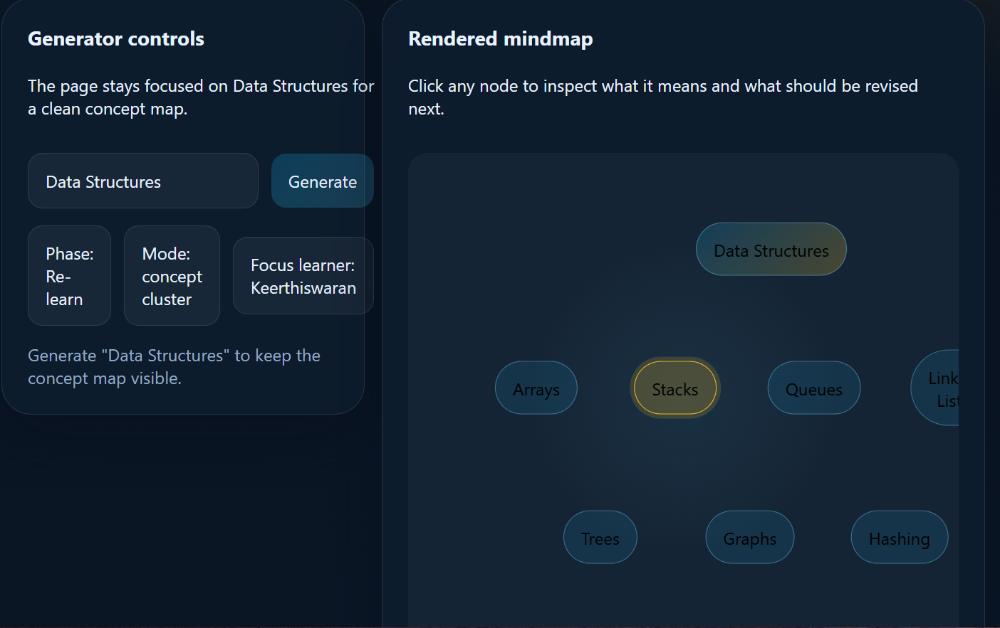 Generator controls
The page stays focused on Data Structures for
a clean concept map.
Data Structures
Generate
Phase:
Re-
learn
Mode:
concept
cluster
Focus learner:
Keerthiswaran
Generate "Data Structures" to keep the
concept map visible.
Rendered mindmap
Click any node to inspect what it means and what should be revised
next.
Data Structures
Arrays
Stacks
Queues
Link
List
Trees
Graphs
Hashing